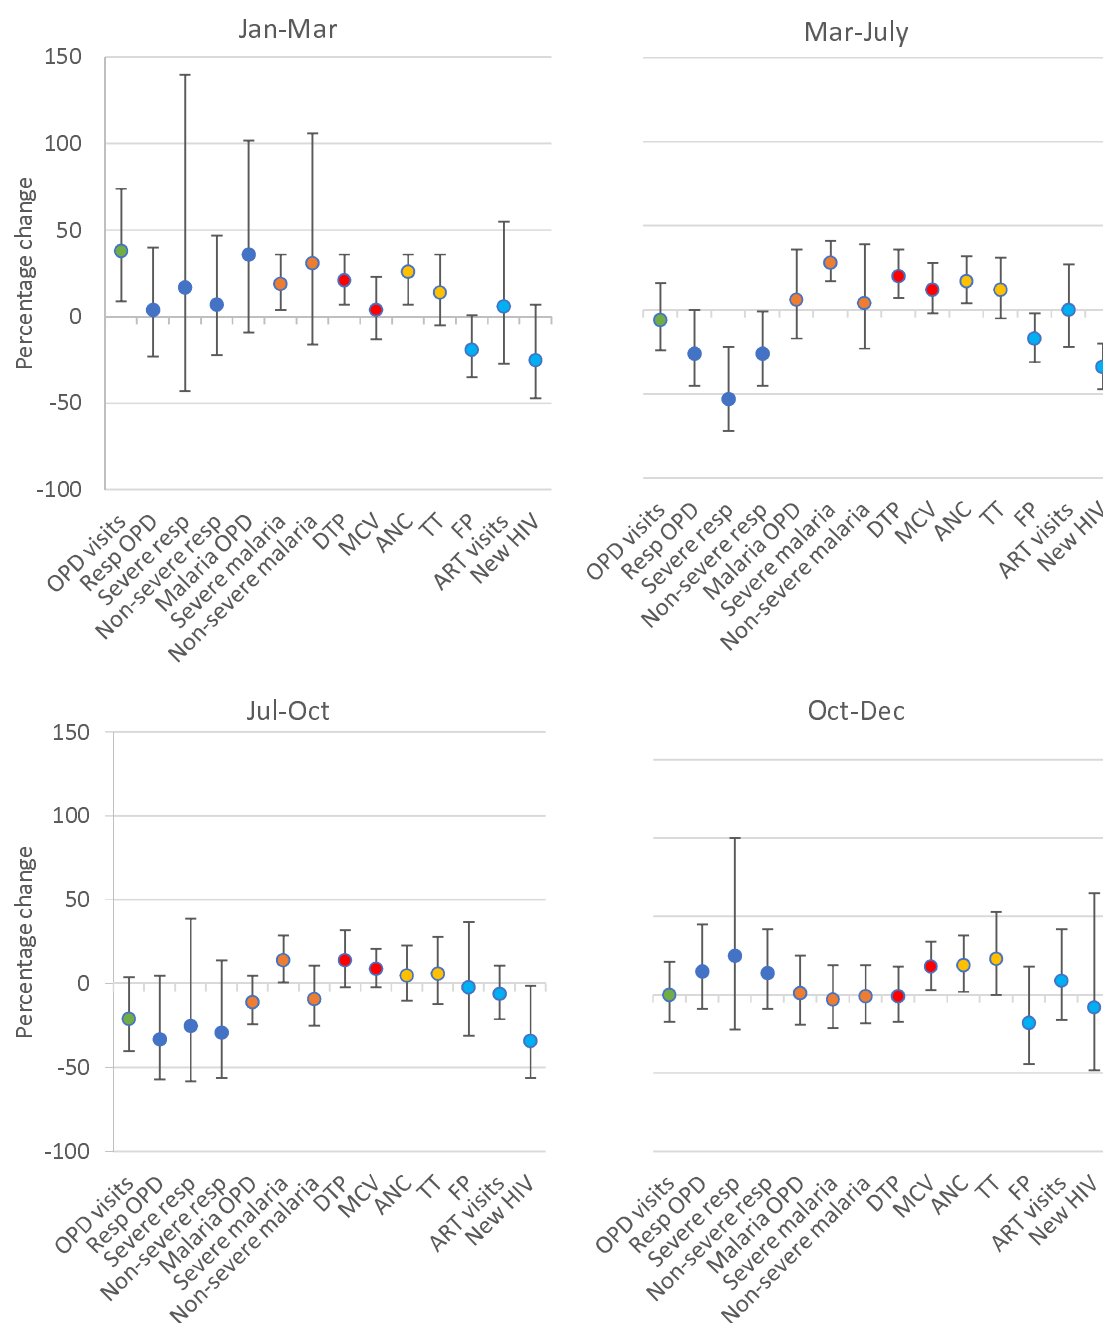 Jan-Mar
150
100
50
0
-50
-100
Percentage change
OPD visits
Resp OPD
Severe resp
Non-severe resp
Malaria OPD
Severe malaria
Non-severe malaria
DTP
MCV
ANC
TT
FP
ART visits
New HIV
Mar-July
OPD visits
Resp OPD
Severe resp
Non-severe resp
Malaria OPD
Severe malaria
Non-severe malaria
DTP
MCV
ANC
TT
FP
ART visits
New HIV
Jul-Oct
150
100
50
0
-50
-100
Percentage change
OPD visits
Resp OPD
Severe resp
Non-severe resp
Malaria OPD
Severe malaria
Non-severe malaria
DTP
MCV
ANC
TT
FP
ART visits
New HIV
Oct-Dec
OPD visits
Resp OPD
Severe resp
Non-severe resp
Malaria OPD
Severe malaria
Non-severe malaria
DTP
MCV
ANC
TT
FP
ART visits
New HIV